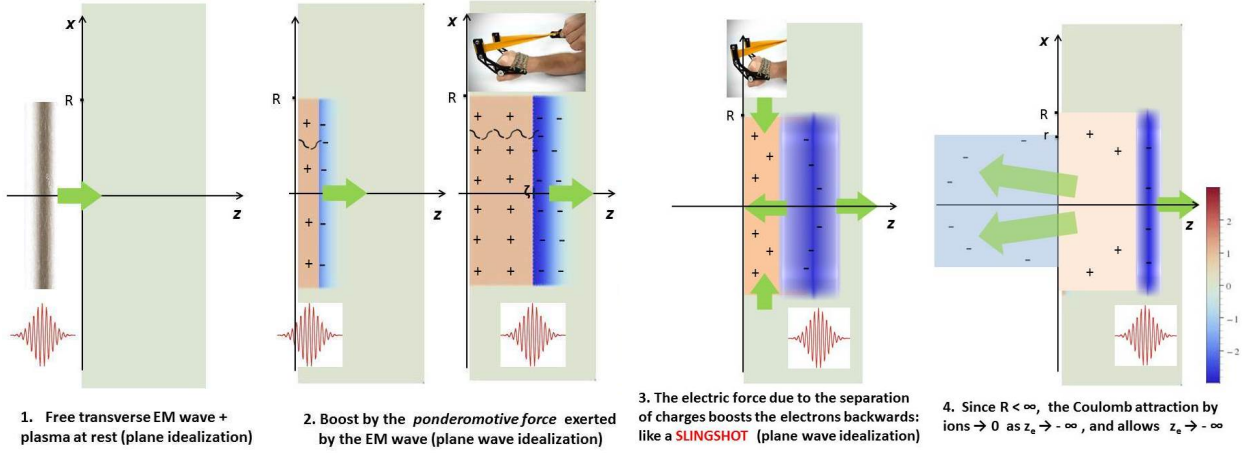 x
R
z
1. Free transverse EM wave +
plasma at rest (plane idealization)
R
+ -
+ -
+ -
+ -
z
x
R
+ + -
+ + - -
+ + - -
ζ
+ + - -
+ + - -
+ + - -
z
2. Boost by the ponderomotive force exerted
by the EM wave (plane wave idealization)
R
+ -
+ -
+ -
+ -
+ -
+ -
z
3. The electric force due to the separation
of charges boosts the electrons backwards:
like a SLINGSHOT (plane wave idealization)
x
R
r
- - + -
- + -
z
- - + -
- - +
2
1
0
−1
−2
4. Since R < ∞, the Coulomb attraction by
ions → 0 as zₑ → - ∞ , and allows zₑ → - ∞